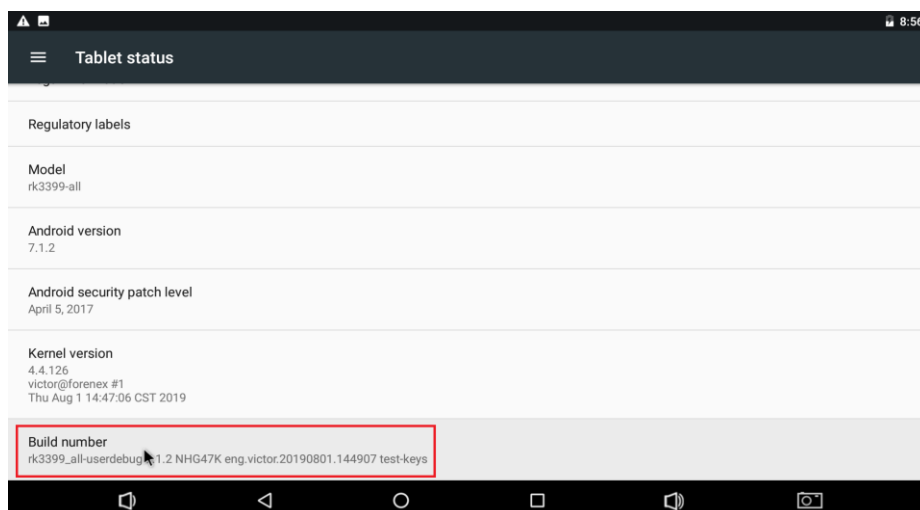 8:56
Tablet status
Regulatory labels
Model
rk3399-all
Android version
7.1.2
Android security patch level
April 5, 2017
Kernel version
4.4.126
victor@forenex #1
Thu Aug 1 14:47:06 CST 2019
Build number
rk3399_all-userdebug 1.2 NHG47K eng.victor.20190801.144907 test-keys